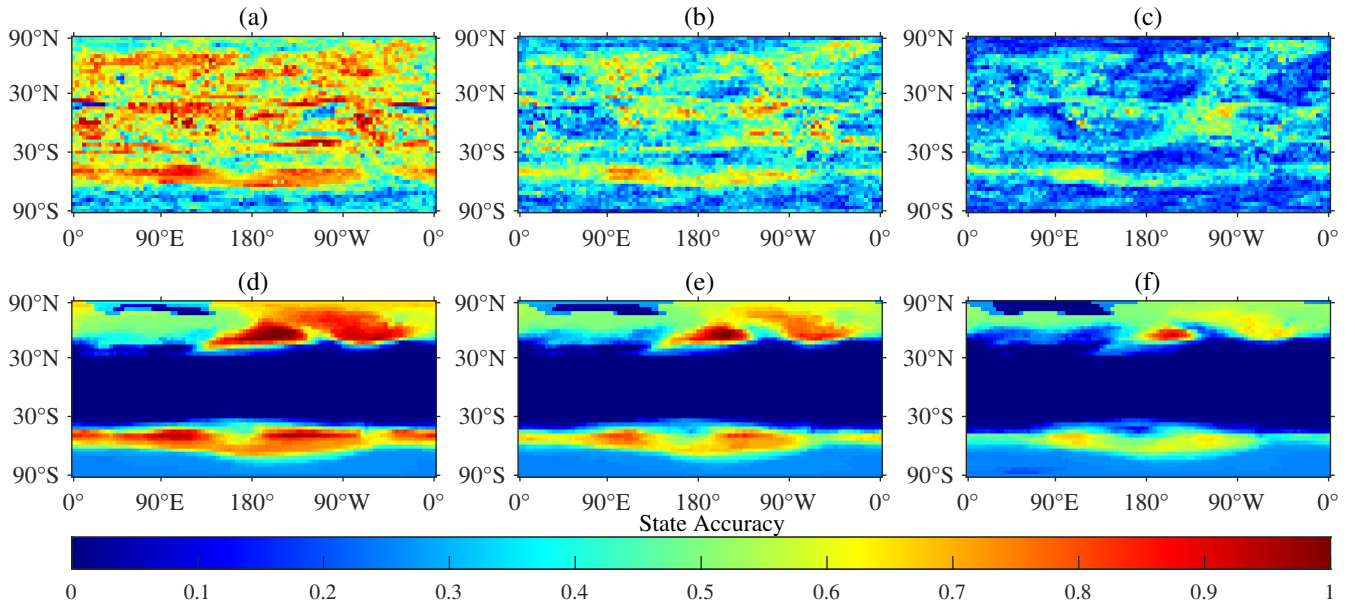 (a) (b) (c)
90°N 90°N 90°N
30°N 30°N 30°N
30°S 30°S 30°S
90°S 90°S 90°S
0° 90°E 180° 90°W 0° 0° 90°E 180° 90°W 0° 0° 90°E 180° 90°W 0°
(d) (e) (f)
90°N 90°N 90°N
30°N 30°N 30°N
30°S 30°S 30°S
90°S 90°S 90°S
0° 90°E 180° 90°W 0° 0° 90°E 180° 90°W 0° 0° 90°E 180° 90°W 0°
State Accuracy
0 0.1 0.2 0.3 0.4 0.5 0.6 0.7 0.8 0.9 1